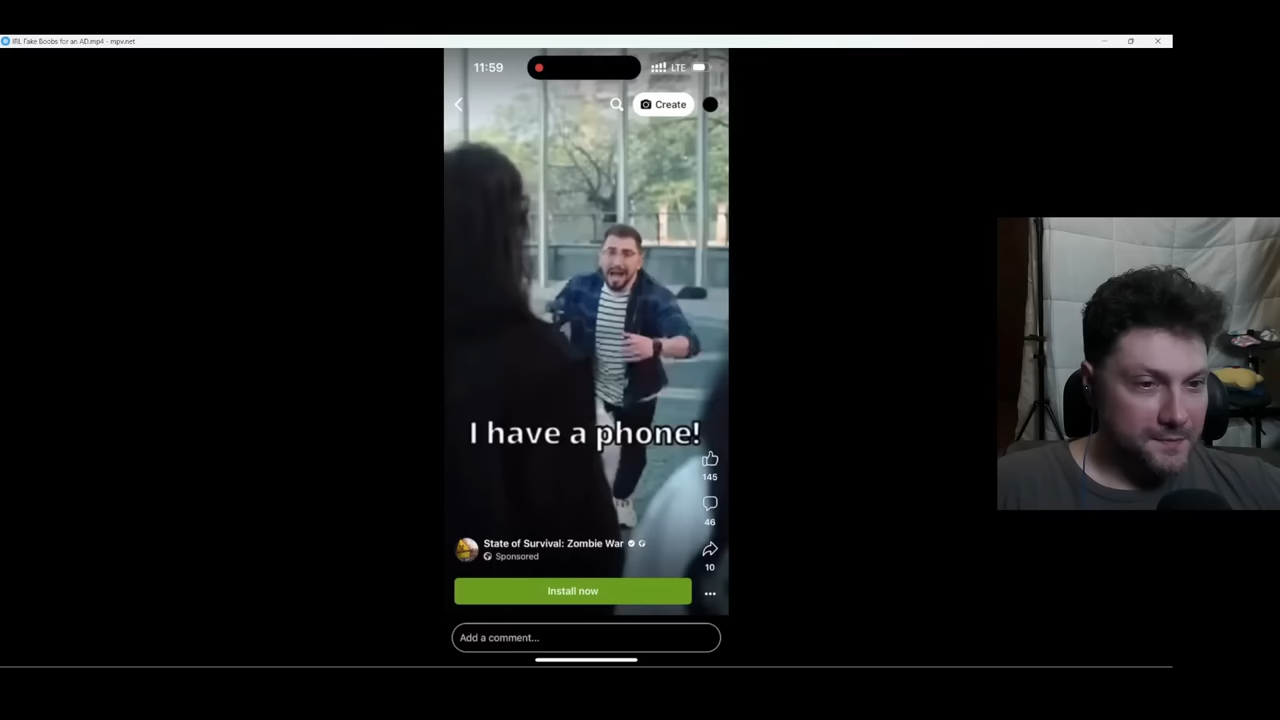 IRL Fake Boobs for an AD.mp4 - mpv.net
11:59
LTE
Create
I have a phone!
145
46
State of Survival: Zombie War
Sponsored
10
Install now
Add a comment...